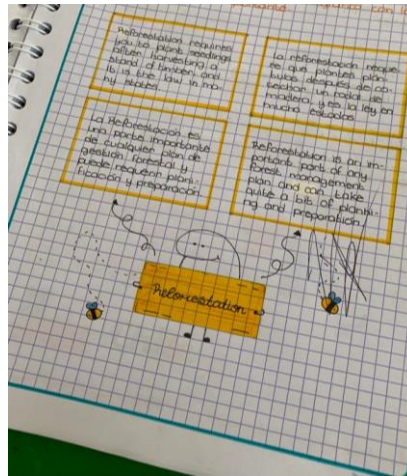 Reforestation requires
you to plant seedlings
after harvesting a
stand of timber, and
it is the law in ma-
ny states.
La reforestación requie-
re que plantes plán-
tulas después de co-
sechar un rodal de
madera, y es la ley en
muchos estados.
La Reforestación es
una parte importante
de cualquier plan de
gestión forestal y
puede requerir plani-
ficación y preparación.
Reforestation is an im-
portant part of any
forest management
plan and can take
quite a bit of planni-
ng and preparation.
Reforestation